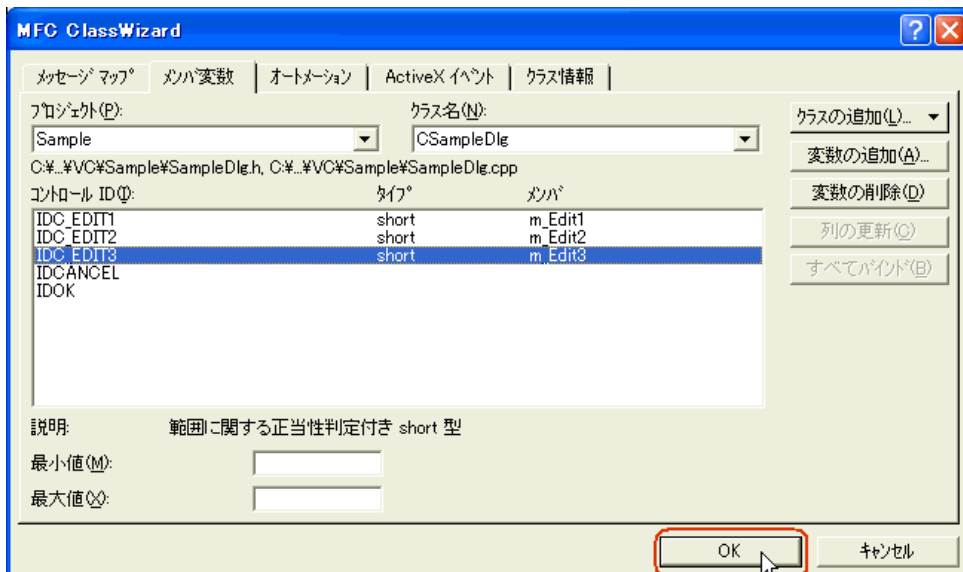 MFC ClassWizard
メッセージ マップ メンバ変数 オートメーション ActiveX イベント クラス情報
プロジェクト(P): クラス名(N):
Sample CSampleDlg
クラスの追加(L)...
C:¥...¥VC¥Sample¥SampleDlg.h, C:¥...¥VC¥Sample¥SampleDlg.cpp
変数の追加(A)...
コントロール ID(I): タイプ メンバ
変数の削除(D)
IDC_EDIT1 short m_Edit1
IDC_EDIT2 short m_Edit2
列の更新(C)
IDC_EDIT3 short m_Edit3
IDCANCEL
すべてバインド(B)
IDOK
説明: 範囲に関する正当性判定付き short 型
最小値(M):
最大値(X):
OK キャンセル